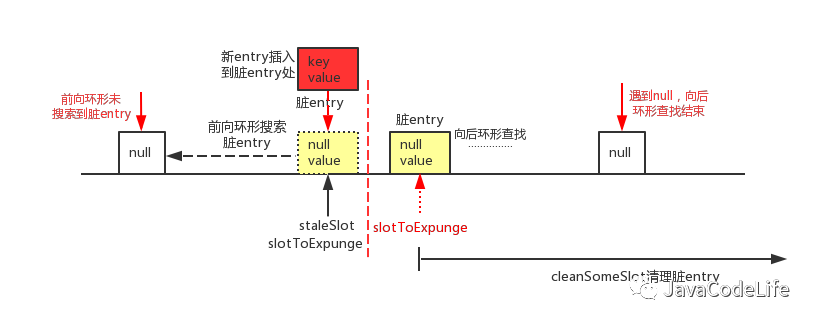 新entry插入
到脏entry处
key
value
脏entry
前向环形未
搜索到脏entry
null
前向环形搜索
脏entry
null
value
脏entry
null
value
向后环形查找
...............
遇到null，向后
环形查找结束
null
staleSlot
slotToExpunge
slotToExpunge
cleanSomeSlot清理脏entry
JavaCodeLife